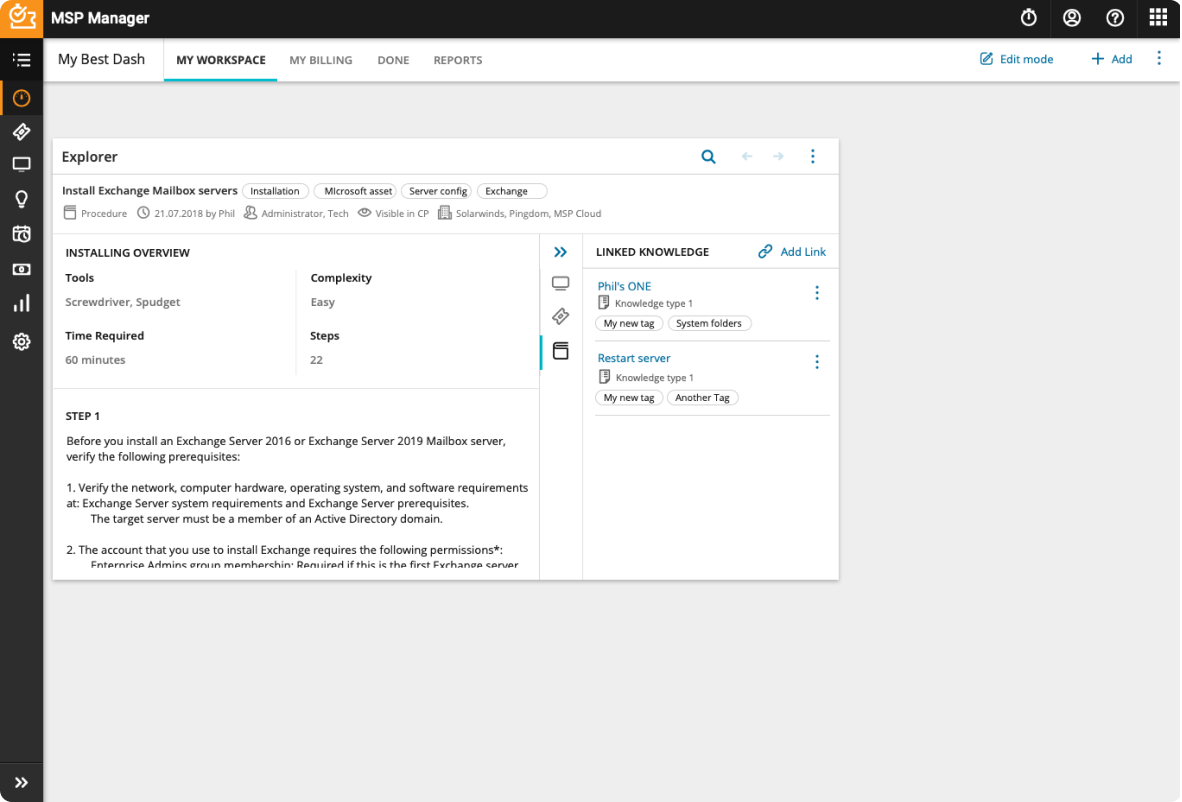 MSP Manager
My Best Dash
MY WORKSPACE
MY BILLING
DONE
REPORTS
Edit mode
Add
Explorer
Install Exchange Mailbox servers
Installation
MIcrosoft asset
Server config
Exchange
Procedure
21.07.2018 by Phil
Administrator, Tech
Visible in CP
Solarwinds, Pingdom, MSP Cloud
INSTALLING OVERVIEW
Tools
Screwdriver, Spudget
Complexity
Easy
Time Required
60 minutes
Steps
22
STEP 1
Before you install an Exchange Server 2016 or Exchange Server 2019 Mailbox server,
verify the following prerequisites:
1. Verify the network, computer hardware, operating system, and software requirements
at: Exchange Server system requirements and Exchange Server prerequisites.
The target server must be a member of an Active Directory domain.
2. The account that you use to install Exchange requires the following permissions*:
Enterprise Admins group membership: Required if this is the first Exchange server
LINKED KNOWLEDGE
Add Link
Phil's ONE
Knowledge type 1
My new tag
System folders
Restart server
Knowledge type 1
My new tag
Another Tag